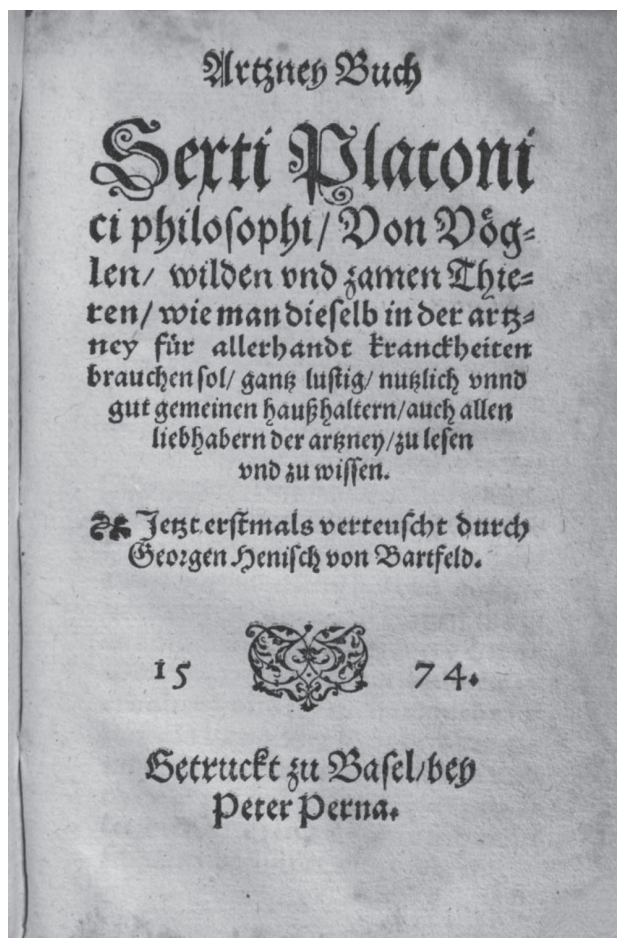 Artzney Buch
Sexti Platoni
ci philosophi/ Von Vög-
len/ wilden vnd zamen Thie-
ren/ wie man dieselb in der artz-
ney für allerhandt kranckheiten
brauchen sol/ gantz lustig/ nutzlich vnnd
gut gemeinen haußhaltern/ auch allen
liebhabern der artzney/ zu lesen
vnd zu wissen.
Jetzt erstmals verteuscht durch
Georgen Henisch von Bartfeld.
15 74.
Getruckt zu Basel/ bey
Peter Perna.